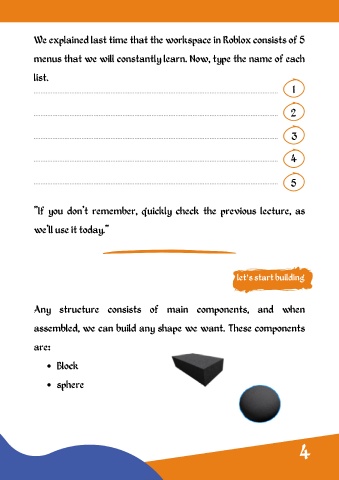 We explained last time that the workspace in Roblox consists of 5
menus that we will constantly learn. Now, type the name of each
list.
1
2
3
4
5
"If you don't remember, quickly check the previous lecture, as
we'll use it today."
let's start building
Any structure consists of main components, and when
assembled, we can build any shape we want. These components
are:
• Block
• sphere
4